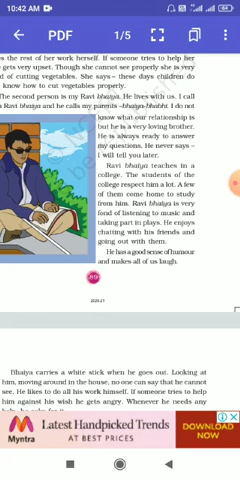 10:42 AM
PDF
1/5
es the rest of her work herself. If someone tries to help her
gets very upset. Though she cannot see properly she is very
d of cutting vegetables. She says – these days children do
know how to cut vegetables properly.
The second person is my Ravi bhaiya. He lives with us. I call
Ravi bhaiya and he calls my parents –bhaiya-bhabhi. I do not
know what our relationship is
but he is a very loving brother.
He is always ready to answer
my questions. He never says –
i will tell you later.
Ravi bhaiya teaches in a
college. The students of the
college respect him a lot. A few
of them come home to study
from him. Ravi bhaiya is very
fond of listening to music and
taking part in plays. He enjoys
chatting with his friends and
going out with them.
He has a good sense of humour
and makes all of us laugh.
89
2020-21
Bhaiya carries a white stick when he goes out. Looking at
him, moving around in the house, no one can say that he cannot
see. He likes to do all his work himself. If someone tries to help
him against his wish he gets angry. Whenever he needs any
help, he asks for it.
Myntra
Latest Handpicked Trends
AT BEST PRICES
DOWNLOAD
NOW